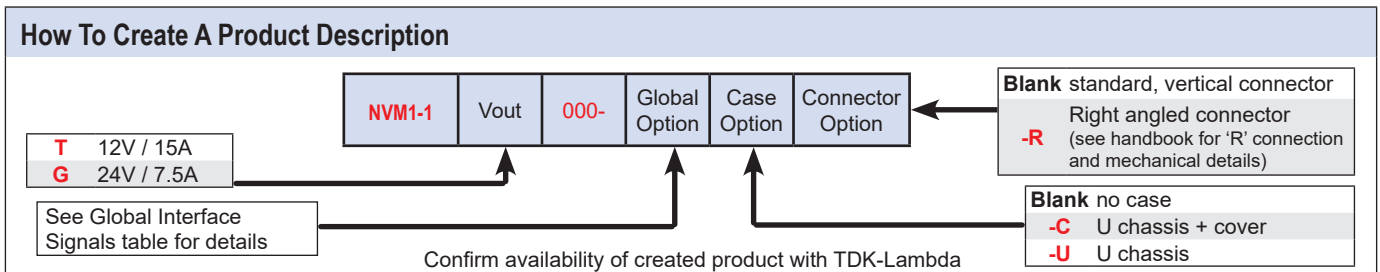 How To Create A Product Description
NVM1-1 Vout 000- Global Option Case Option Connector Option
T 12V / 15A
G 24V / 7.5A
See Global Interface
Signals table for details
Blank standard, vertical connector
-R Right angled connector
(see handbook for ‘R’ connection
and mechanical details)
Blank no case
-C U chassis + cover
-U U chassis
Confirm availability of created product with TDK-Lambda